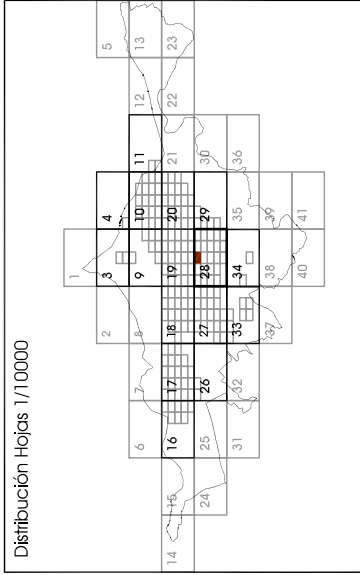 Distribución Hojas 1/10000
1
2 3 4 5
6 7 8 9 10 11 12 13
14 15 16 17 18 19 20 21 22 23
24 25 26 27 28 29 30
31 32 33 34 35 36
37 38 39
40 41